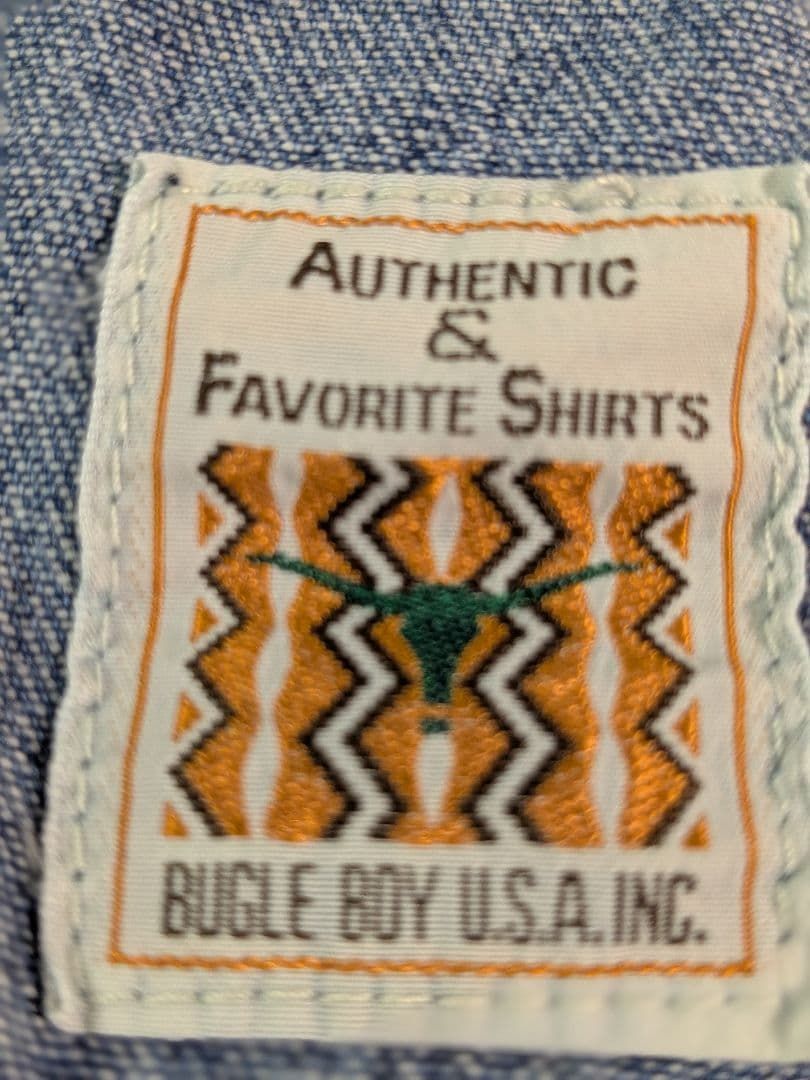 AUTHENTIC
&
FAVORITE SHIRTS
BUGLE BOY U.S.A. INC.